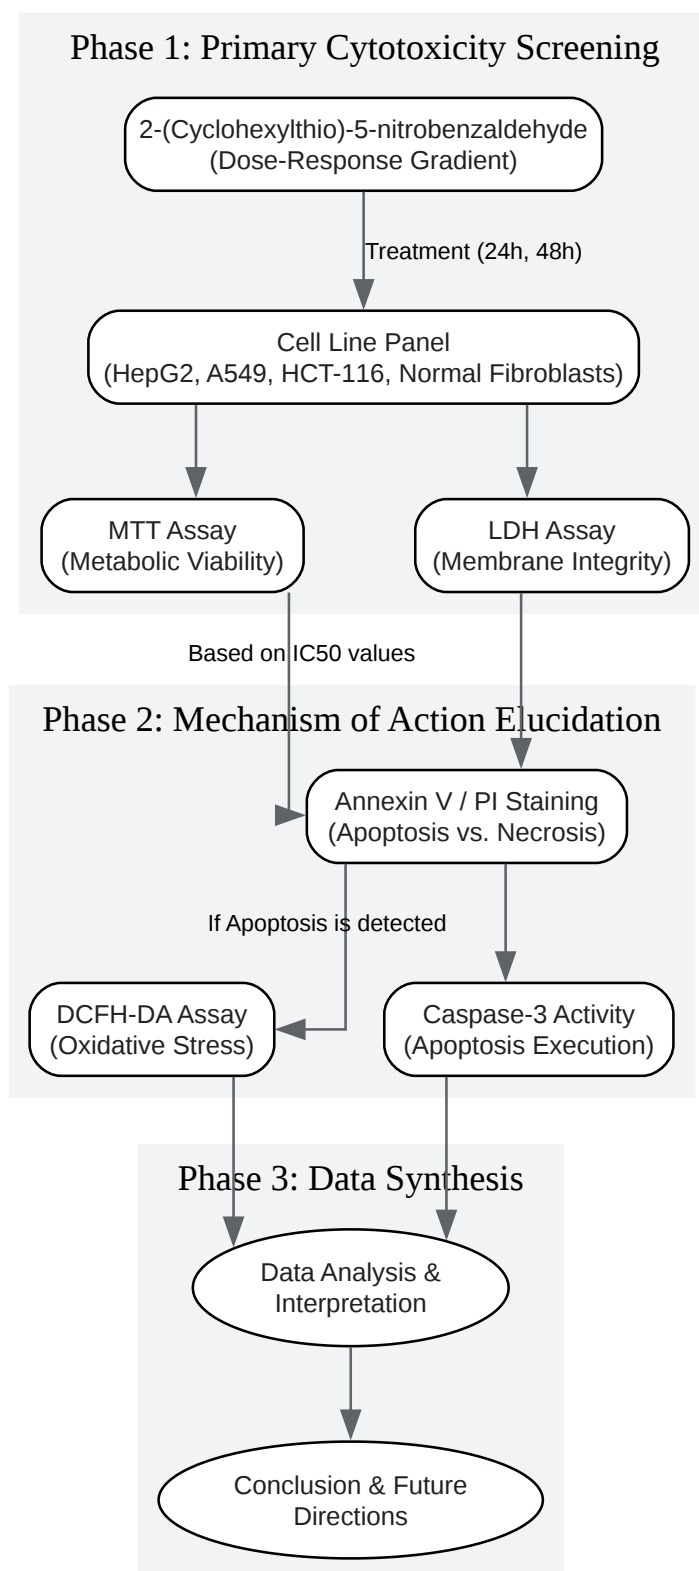 Phase 1: Primary Cytotoxicity Screening
2-(Cyclohexylthio)-5-nitrobenzaldehyde
(Dose-Response Gradient)
Treatment (24h, 48h)
Cell Line Panel
(HepG2, A549, HCT-116, Normal Fibroblasts)
MTT Assay
(Metabolic Viability)
LDH Assay
(Membrane Integrity)
Based on IC50 values
Phase 2: Mechanism of Action Elucidation
Annexin V / PI Staining
(Apoptosis vs. Necrosis)
If Apoptosis is detected
DCFH-DA Assay
(Oxidative Stress)
Caspase-3 Activity
(Apoptosis Execution)
Phase 3: Data Synthesis
Data Analysis &
Interpretation
Conclusion & Future
Directions